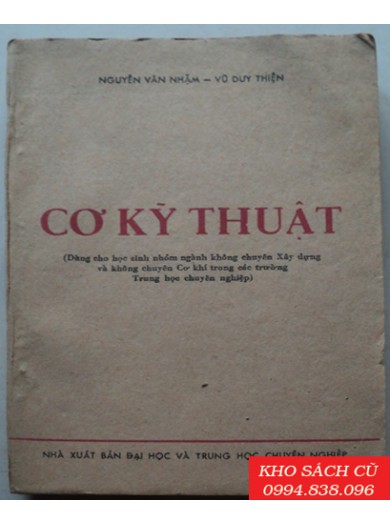 NGUYỄN VĂN NHẬM – VŨ DUY THIỆN
CƠ KỸ THUẬT
(Dùng cho học sinh nhóm ngành không chuyên Xây dựng
và không chuyên Cơ khí trong các trường
Trung học chuyên nghiệp)
NHÀ XUẤT BẢN ĐẠI HỌC VÀ TRUNG HỌC CHUYÊN NGHIỆP
KHO SÁCH CŨ
0994.838.096